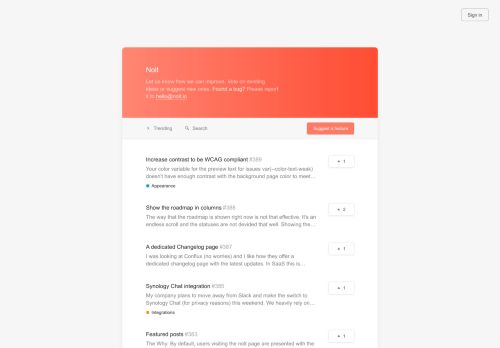 Sign in
Nolt
Let us know how we can improve. Vote on existing
ideas or suggest new ones. Found a bug? Please report
it to hello@nolt.io
Trending
Search
Suggest a feature
Increase contrast to be WCAG compliant #389
1
Your color variable for the preview text for issues var(--color-text-weak)
doesn't have enough contrast with the background page color to meet…
Appearance
Show the roadmap in columns #388
2
The way that the roadmap is shown right now is not that effective. It's an
endless scroll and the statuses are not devided that well. Showing the…
A dedicated Changelog page #387
1
I was looking at Conflux (no worries) and I like how they offer a
dedicated changelog page with the latest updates. In SaaS this is…
Synology Chat integration #385
1
My company plans to move away from Slack and make the switch to
Synology Chat (for privacy reasons) this weekend. We heavily rely on…
Integrations
Featured posts #383
1
The Why: By default, users visiting the nolt page are presented with the